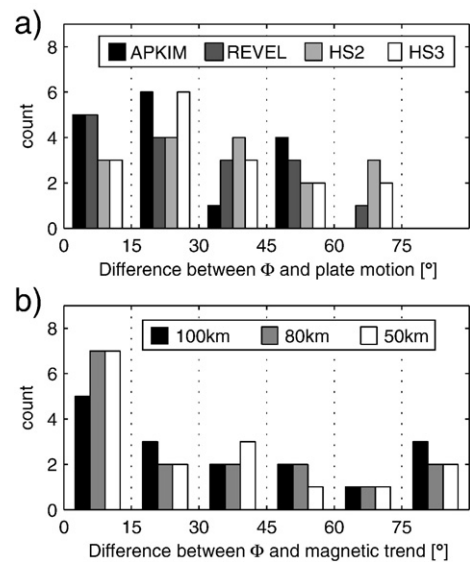 a)
APKIM REVEL HS2 HS3
8
6
4
2
0
count
0 15 30 45 60 75
Difference between Φ and plate motion [º]
b)
100km 80km 50km
8
6
4
2
0
count
0 15 30 45 60 75
Difference between Φ and magnetic trend [º]